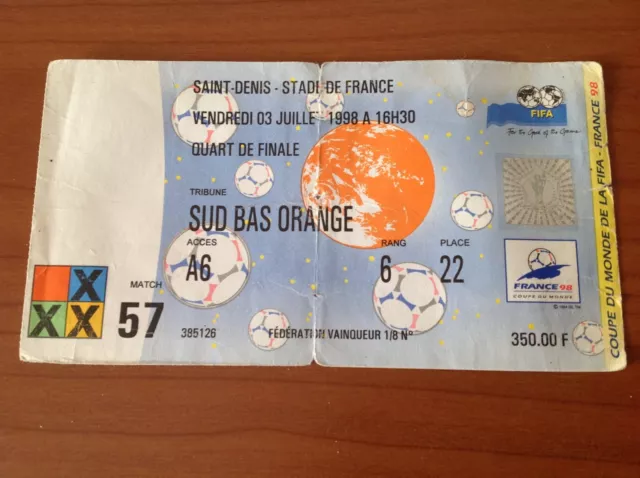 SAINT-DENIS - STADE DE FRANCE
VENDREDI 03 JUILLE 1998 A 16H30
QUART DE FINALE
TRIBUNE
SUD BAS ORANGE
ACCES RANG PLACE
A6 6 22
MATCH 57
385126
FÉDÉRATION VAINQUEUR 1/8 N°
350.00 F
X
X X
FIFA
For the Good of the Game
FRANCE 98
COUPE DU MONDE
COUPE DU MONDE DE LA FIFA - FRANCE 98